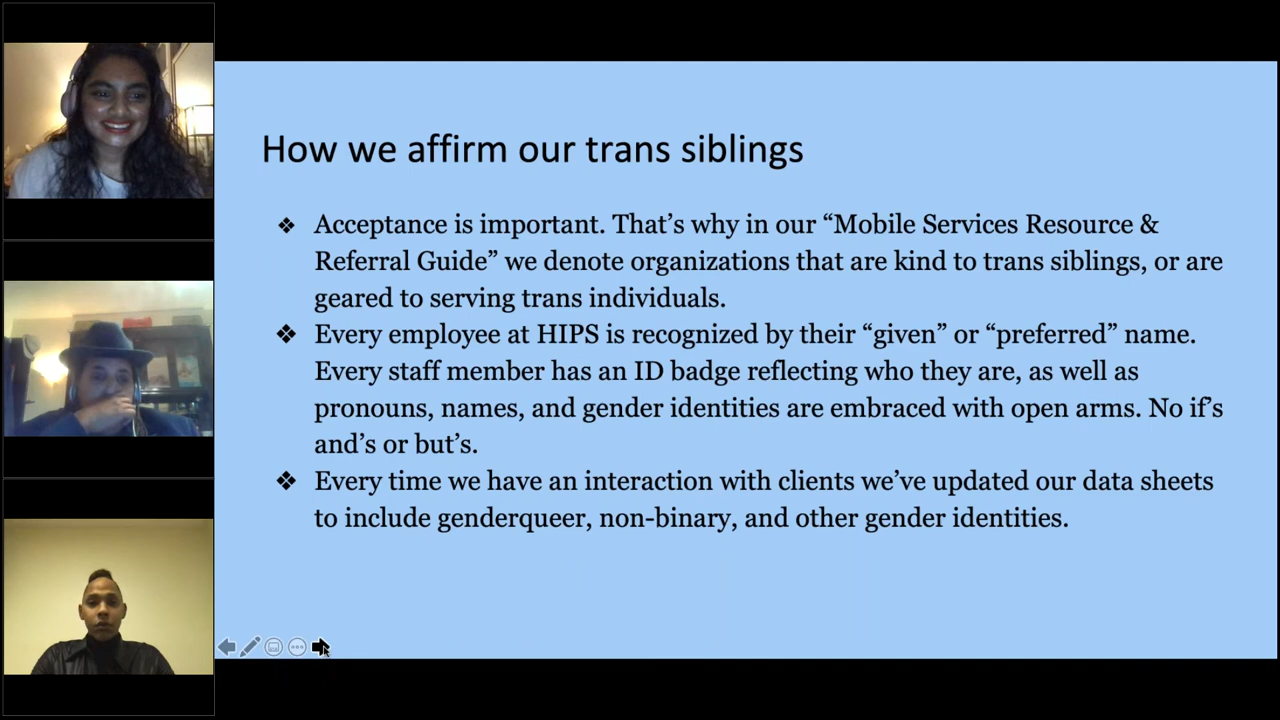 How we affirm our trans siblings
❖ Acceptance is important. That’s why in our “Mobile Services Resource &
Referral Guide” we denote organizations that are kind to trans siblings, or are
geared to serving trans individuals.
❖ Every employee at HIPS is recognized by their “given” or “preferred” name.
Every staff member has an ID badge reflecting who they are, as well as
pronouns, names, and gender identities are embraced with open arms. No if’s
and’s or but’s.
❖ Every time we have an interaction with clients we’ve updated our data sheets
to include genderqueer, non-binary, and other gender identities.